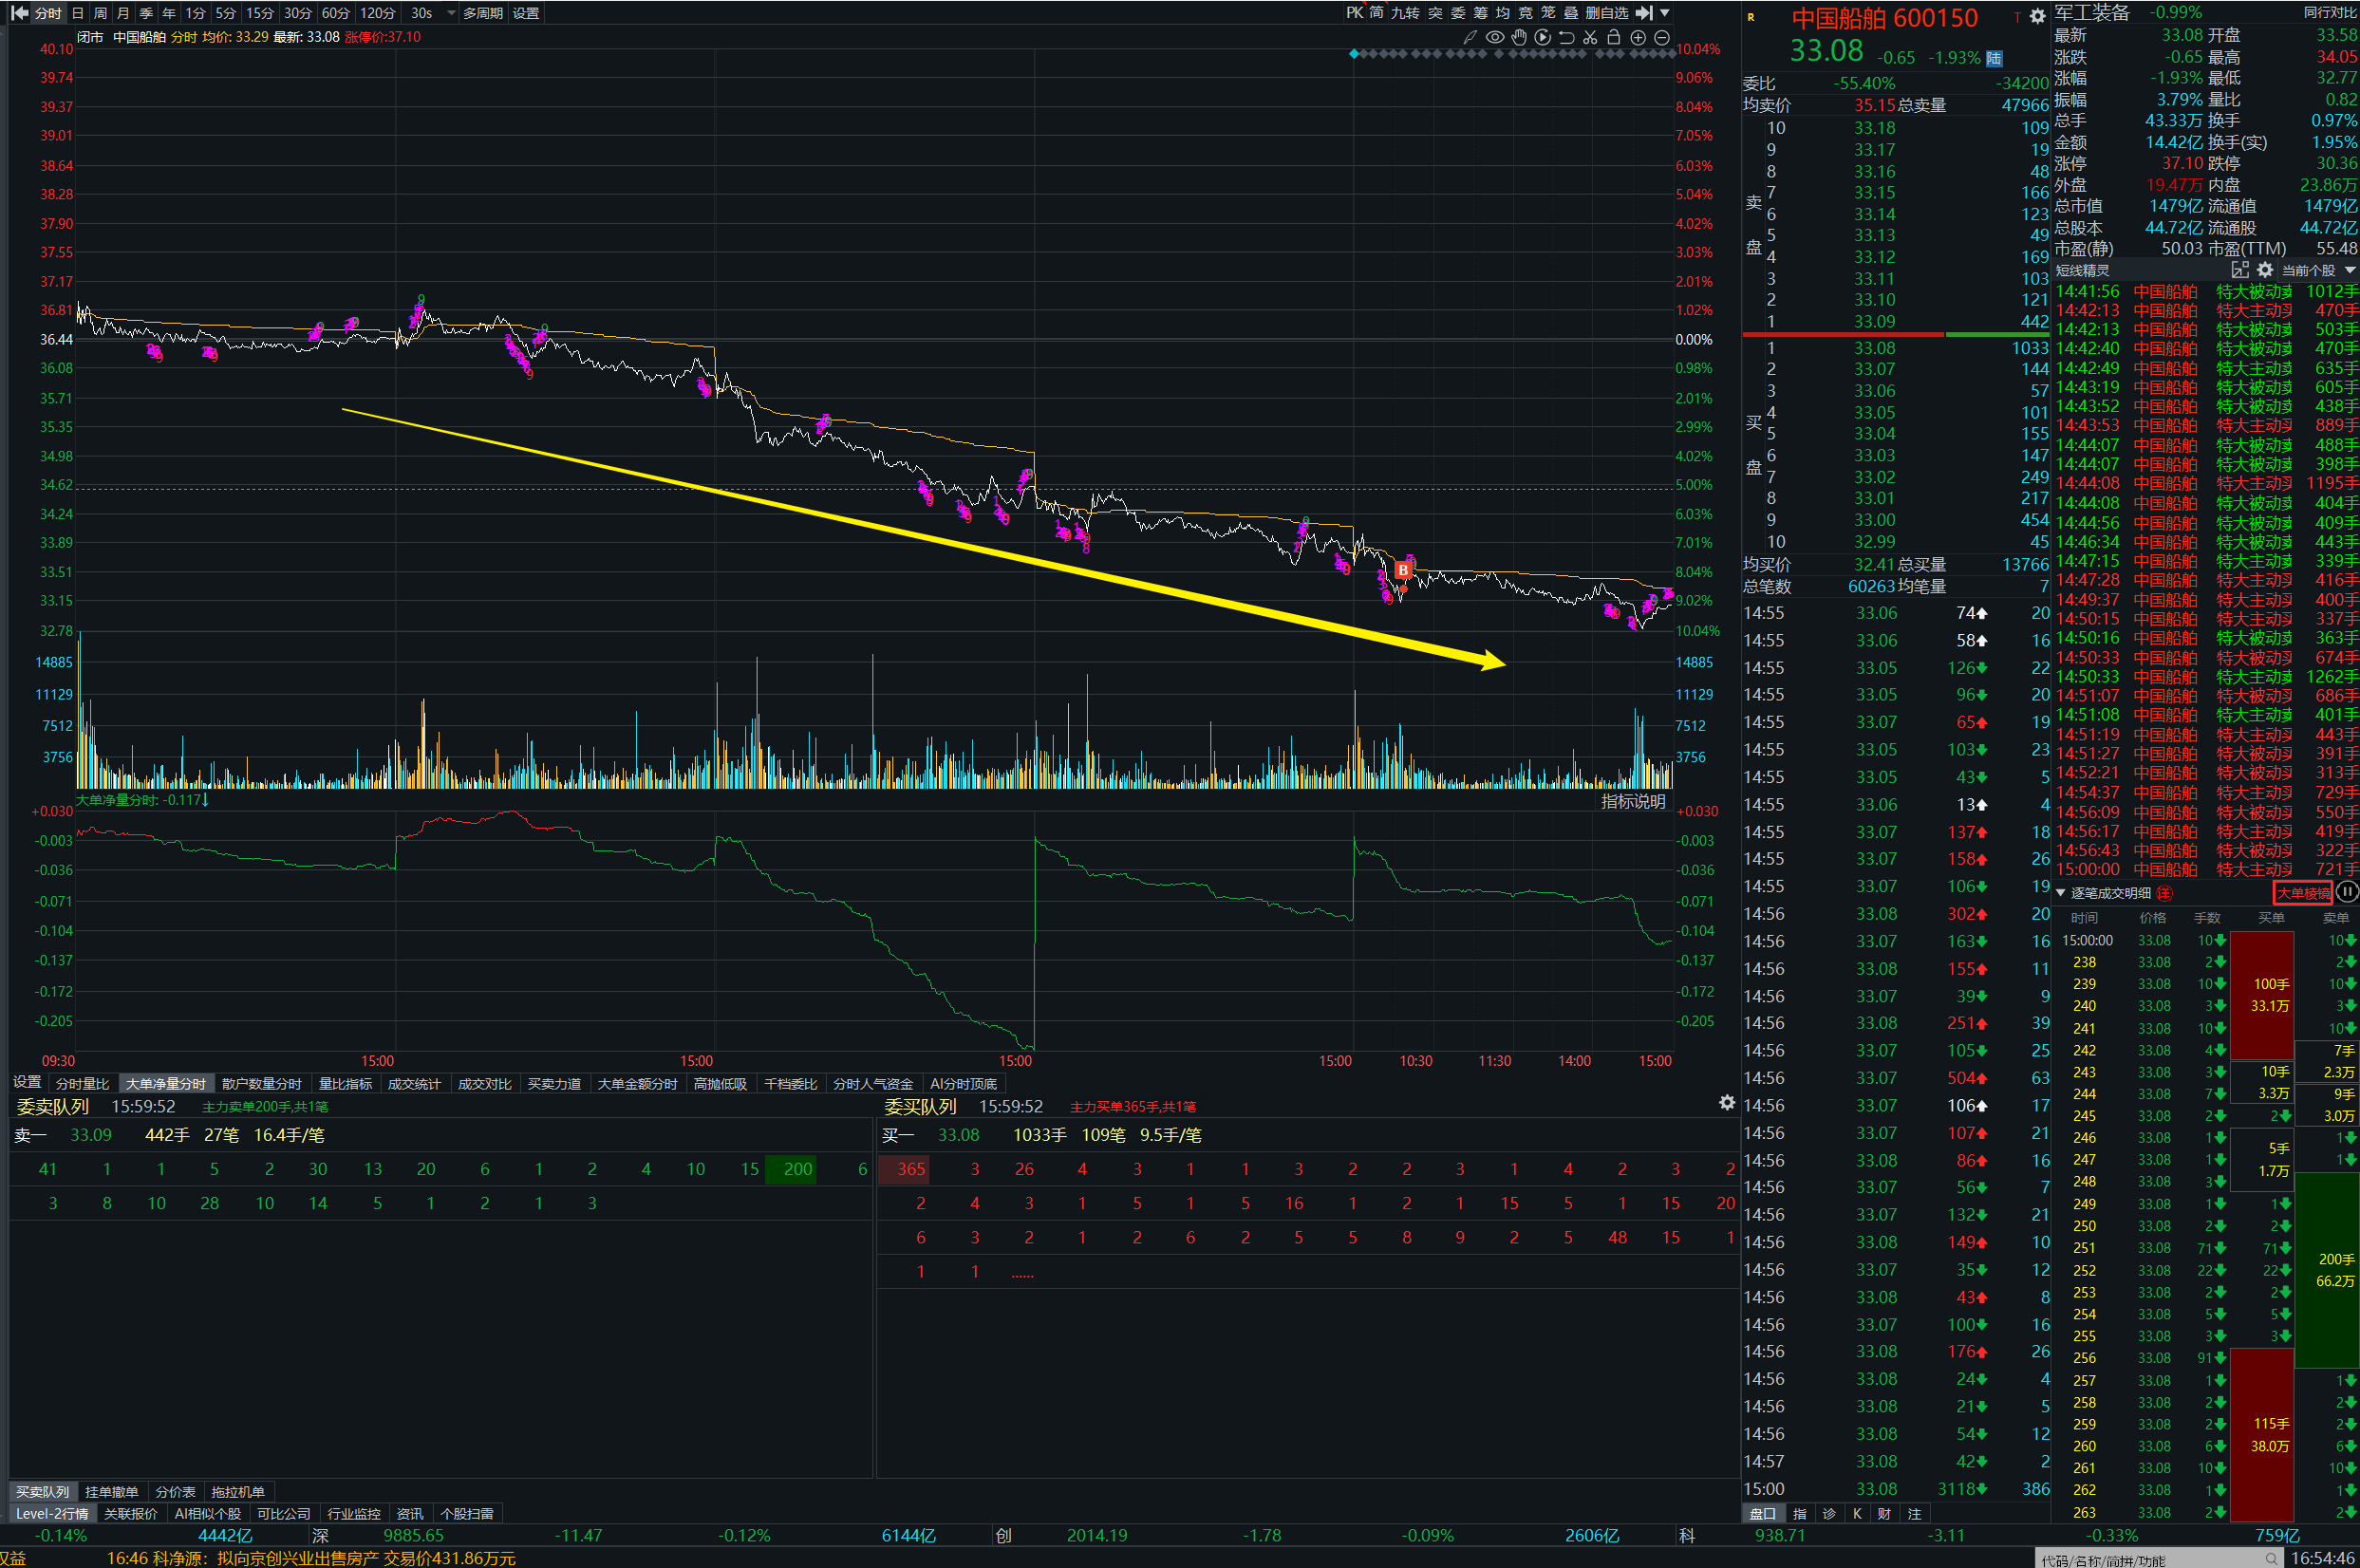 分时 日 周 月 季 年 1分 5分 15分 30分 60分 120分 30s 多周期 设置
PK 简 九转 突 委 筹 均 竞 笼 叠 删自选
闭市 中国船舶 分时 均价: 33.29 最新: 33.08 涨停价:37.10
40.10 10.04%
39.74 9.06%
39.37 8.04%
39.01 7.05%
38.64 6.03%
38.28 5.04%
37.90 4.02%
37.55 3.03%
37.17 2.01%
36.81 1.02%
36.44 0.00%
36.08 0.98%
35.71 2.01%
35.35 2.99%
34.98 4.02%
34.62 5.00%
34.24 6.03%
33.89 7.01%
33.51 8.04%
33.15 9.02%
32.78 10.04%
B
14885 14885
11129 11129
7512 7512
3756 3756
大单净量分时: -0.117↓ 指标说明
+0.030 +0.030
-0.003 -0.003
-0.036 -0.036
-0.071 -0.071
-0.104 -0.104
-0.137 -0.137
-0.172 -0.172
-0.205 -0.205
09:30 15:00 15:00 15:00 15:00 10:30 11:30 14:00 15:00
设置 分时量比 大单净量分时 散户数量分时 量比指标 成交统计 成交对比 买卖力道 大单金额分时 高抛低吸 千档委比 分时人气资金 AI分时顶底
委卖队列 15:59:52 主力卖单200手,共1笔
卖一 33.09 442手 27笔 16.4手/笔
41 1 1 5 2 30 13 20 6 1 2 4 10 15 200 6
3 8 10 28 10 14 5 1 2 1 3
委买队列 15:59:52 主力买单365手,共1笔
买一 33.08 1033手 109笔 9.5手/笔
365 3 26 4 3 1 1 3 2 2 3 1 4 2 3 2
2 4 3 1 5 1 5 16 1 2 1 15 5 1 15 20
6 3 2 1 2 6 2 5 5 8 9 2 5 48 15 1
1 1 ......
买卖队列 挂单撤单 分价表 拖拉机单
Level-2行情 关联报价 AI相似个股 可比公司 行业监控 资讯 个股扫雷
R 中国船舶 600150 T
33.08 -0.65 -1.93% 陆
委比 -55.40% -34200
均卖价 35.15 总卖量 47966
卖盘
10 33.18 109
9 33.17 19
8 33.16 48
7 33.15 166
6 33.14 123
5 33.13 49
4 33.12 169
3 33.11 103
2 33.10 121
1 33.09 442
买盘
1 33.08 1033
2 33.07 144
3 33.06 57
4 33.05 101
5 33.04 155
6 33.03 147
7 33.02 249
8 33.01 217
9 33.00 454
10 32.99 45
均买价 32.41 总买量 13766
总笔数 60263 均笔量 7
14:55 33.06 74 20
14:55 33.06 58 16
14:55 33.05 126 22
14:55 33.05 96 20
14:55 33.07 65 19
14:55 33.05 103 23
14:55 33.05 43 5
14:55 33.06 13 4
14:55 33.07 137 18
14:55 33.07 158 26
14:55 33.07 106 19
14:56 33.08 302 20
14:56 33.07 163 16
14:56 33.08 155 11
14:56 33.07 39 9
14:56 33.08 251 39
14:56 33.07 105 25
14:56 33.08 504 63
14:56 33.07 106 17
14:56 33.07 107 21
14:56 33.08 86 16
14:56 33.07 56 7
14:56 33.07 132 21
14:56 33.08 149 10
14:56 33.07 35 12
14:56 33.08 43 8
14:56 33.07 100 16
14:56 33.08 176 26
14:56 33.08 24 4
14:56 33.08 21 5
14:56 33.08 54 12
14:57 33.08 42 2
15:00 33.08 3118 386
盘口 指 诊 K 财 注
军工装备 -0.99% 同行对比
最新 33.08 开盘 33.58
涨跌 -0.65 最高 34.05
涨幅 -1.93% 最低 32.77
振幅 3.79% 量比 0.82
总手 43.33万 换手 0.97%
金额 14.42亿 换手(实) 1.95%
涨停 37.10 跌停 30.36
外盘 19.47万 内盘 23.86万
总市值 1479亿 流通值 1479亿
总股本 44.72亿 流通股 44.72亿
市盈(静) 50.03 市盈(TTM) 55.48
短线精灵 当前个股
14:41:56 中国船舶 特大被动卖 1012手
14:42:13 中国船舶 特大主动买 470手
14:42:13 中国船舶 特大被动卖 503手
14:42:40 中国船舶 特大被动卖 470手
14:42:49 中国船舶 特大被动卖 635手
14:43:19 中国船舶 特大被动卖 605手
14:43:52 中国船舶 特大被动卖 438手
14:43:53 中国船舶 特大主动买 889手
14:44:07 中国船舶 特大被动卖 488手
14:44:07 中国船舶 特大被动卖 398手
14:44:08 中国船舶 特大主动买 1195手
14:44:08 中国船舶 特大被动卖 404手
14:44:56 中国船舶 特大被动卖 409手
14:46:34 中国船舶 特大被动卖 443手
14:47:15 中国船舶 特大被动卖 339手
14:47:28 中国船舶 特大主动买 416手
14:49:37 中国船舶 特大主动买 400手
14:50:15 中国船舶 特大主动买 337手
14:50:16 中国船舶 特大被动卖 363手
14:50:33 中国船舶 特大被动买 674手
14:50:33 中国船舶 特大主动卖 1262手
14:51:07 中国船舶 特大被动买 686手
14:51:08 中国船舶 特大主动卖 401手
14:51:19 中国船舶 特大主动买 443手
14:51:27 中国船舶 特大被动买 391手
14:52:21 中国船舶 特大主动买 313手
14:54:37 中国船舶 特大主动买 729手
14:56:09 中国船舶 特大被动买 550手
14:56:17 中国船舶 特大主动买 419手
14:56:43 中国船舶 特大被动买 322手
15:00:00 中国船舶 特大被动买 721手
逐笔成交明细 详 大单棱镜
时间 价格 手数 买单 卖单
15:00:00 33.08 10 10
238 33.08 2 2
239 33.08 10 100手 10
240 33.08 3 33.1万 3
241 33.08 10 10
242 33.08 4 7手
243 33.08 3 10手 2.3万
244 33.08 7 3.3万 9手
245 33.08 2 2 3.0万
246 33.08 1 5手 1
247 33.08 1 1.7万 1
248 33.08 3
249 33.08 1 1
250 33.08 2 2
251 33.08 71 71 200手
252 33.08 22 22 66.2万
253 33.08 2 2
254 33.08 5 5
255 33.08 3 3
256 33.08 91
257 33.08 1 1
258 33.08 2 2
259 33.08 2 115手 2
260 33.08 6 38.0万 6
261 33.08 10 10
262 33.08 1 1
263 33.08 2 2
-0.14% 4442亿 深 9885.65 -11.47 -0.12% 6144亿 创 2014.19 -1.78 -0.09% 2606亿 科 938.71 -3.11 -0.33% 759亿
权益 16:46 科净源：拟向京创兴业出售房产 交易价431.86万元 代码/名称/简拼/功能 16:54:46